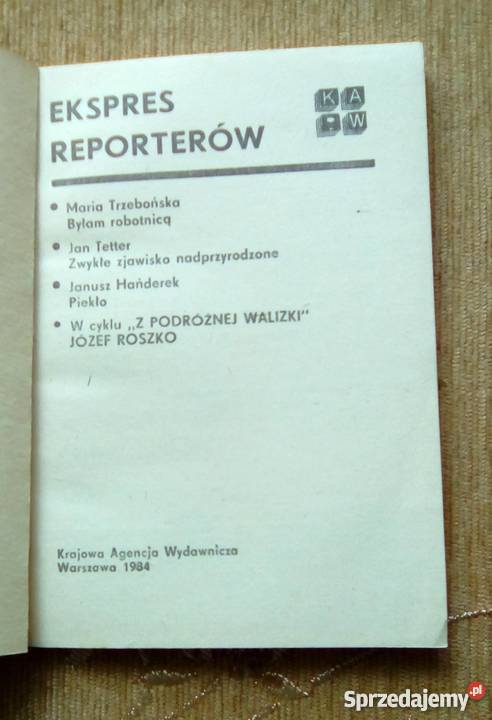 EKSPRES
REPORTERÓW
K A
W
• Maria Trzebońska
Byłam robotnicą
• Jan Tetter
Zwykłe zjawisko nadprzyrodzone
• Janusz Hańderek
Piekło
• W cyklu „Z PODRÓŻNEJ WALIZKI"
JÓZEF ROSZKO
Krajowa Agencja Wydawnicza
Warszawa 1984
Sprzedajemy.pl